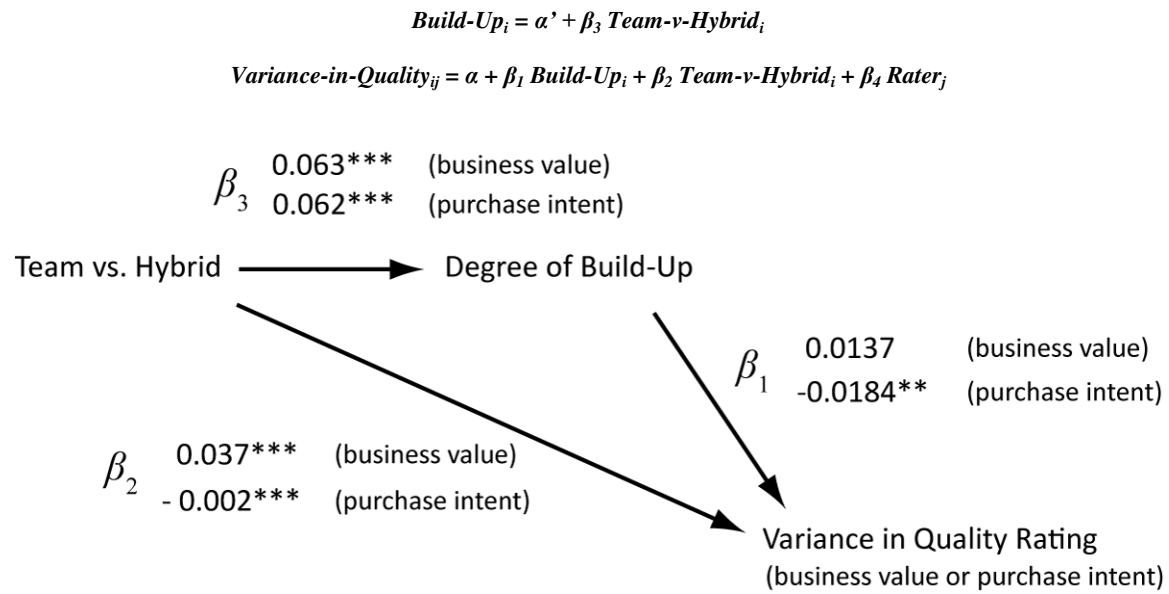 Build-Upᵢ = α’ + β₃ Team-v-Hybridᵢ
Variance-in-Qualityᵢⱼ = α + β₁ Build-Upᵢ + β₂ Team-v-Hybridᵢ + β₄ Raterⱼ
β₃ 0.063*** (business value)
0.062*** (purchase intent)
Team vs. Hybrid
Degree of Build-Up
β₁ 0.0137 (business value)
-0.0184** (purchase intent)
β₂ 0.037*** (business value)
- 0.002*** (purchase intent)
Variance in Quality Rating
(business value or purchase intent)